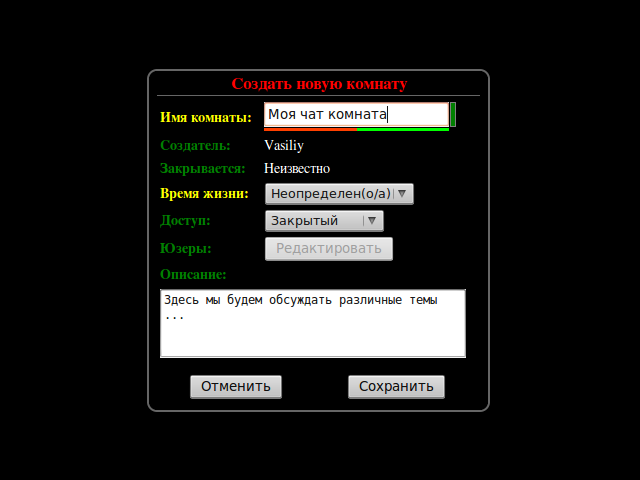 Создать новую комнату
Имя комнаты: Моя чат комната
Создатель: Vasiliy
Закрывается: Неизвестно
Время жизни: Неопределен(о/а)
Доступ: Закрытый
Юзеры: Редактировать
Описание:
Здесь мы будем обсуждать различные темы
...
Отменить Сохранить